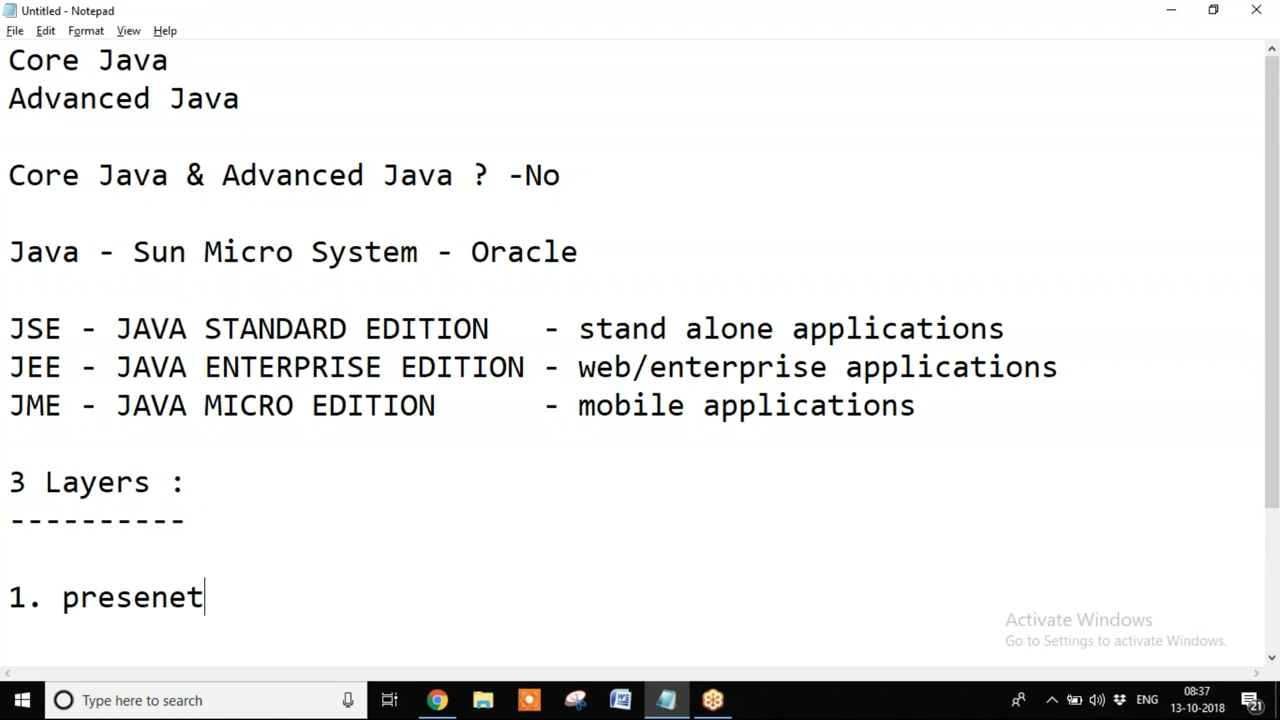 Untitled - Notepad
File Edit Format View Help
Core Java
Advanced Java
Core Java & Advanced Java ? -No
Java - Sun Micro System - Oracle
JSE - JAVA STANDARD EDITION - stand alone applications
JEE - JAVA ENTERPRISE EDITION - web/enterprise applications
JME - JAVA MICRO EDITION - mobile applications
3 Layers :
----------
1. presenet
Activate Windows
Go to Settings to activate Windows.
Type here to search
ENG
08:37
13-10-2018
21